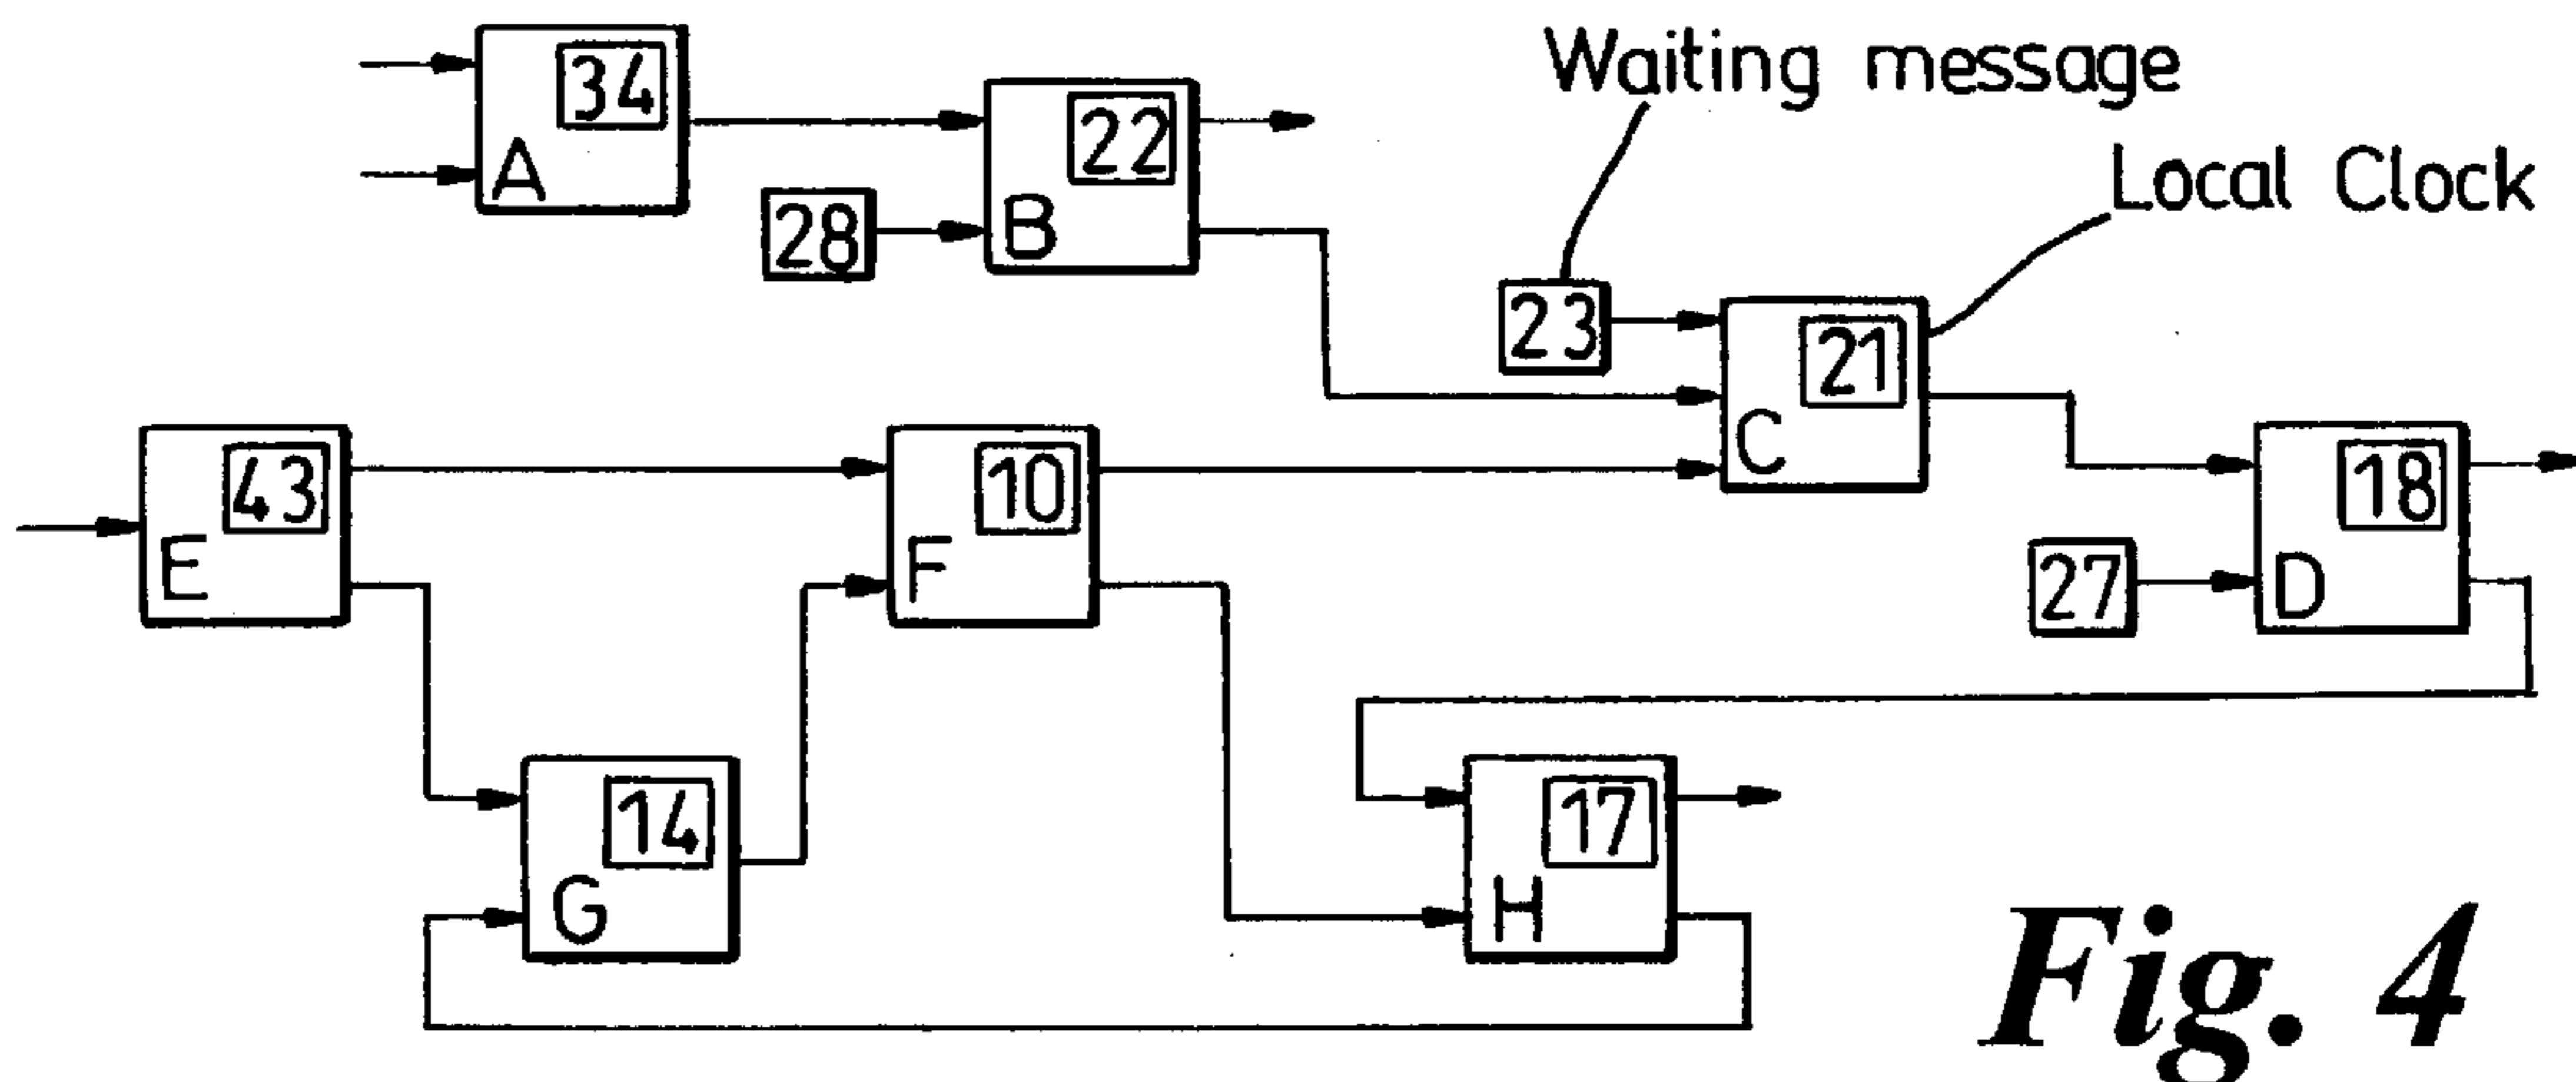 Waiting message
Local Clock
34
A
22
B
28
23
21
C
43
E
10
F
18
D
27
14
G
17
H
Fig. 4